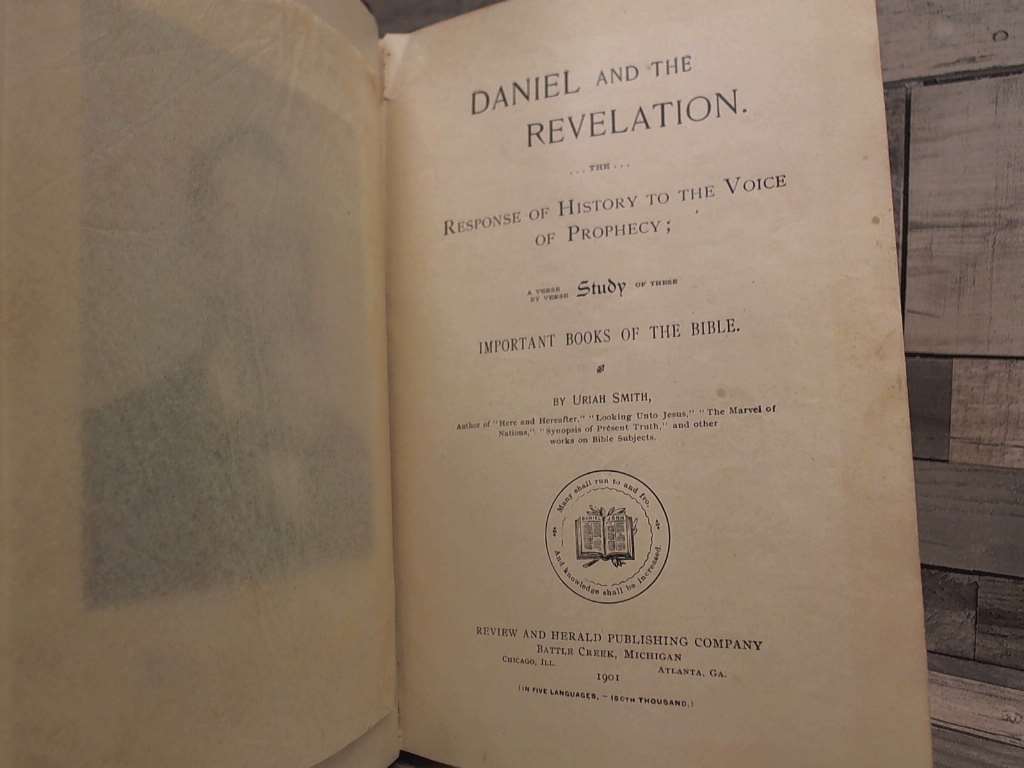 DANIEL AND THE
REVELATION.
... THE ...
RESPONSE OF HISTORY TO THE VOICE
OF PROPHECY;
A VERSE
BY VERSE Study OF THESE
IMPORTANT BOOKS OF THE BIBLE.
BY URIAH SMITH,
Author of "Here and Hereafter," "Looking Unto Jesus," "The Marvel of
Nations," "Synopsis of Present Truth," and other
works on Bible Subjects.
Many shall run to and fro,
And knowledge shall be increased.
REVIEW AND HERALD PUBLISHING COMPANY
BATTLE CREEK, MICHIGAN
CHICAGO, ILL. ATLANTA, GA.
1901
(IN FIVE LANGUAGES, – THOUSAND.)